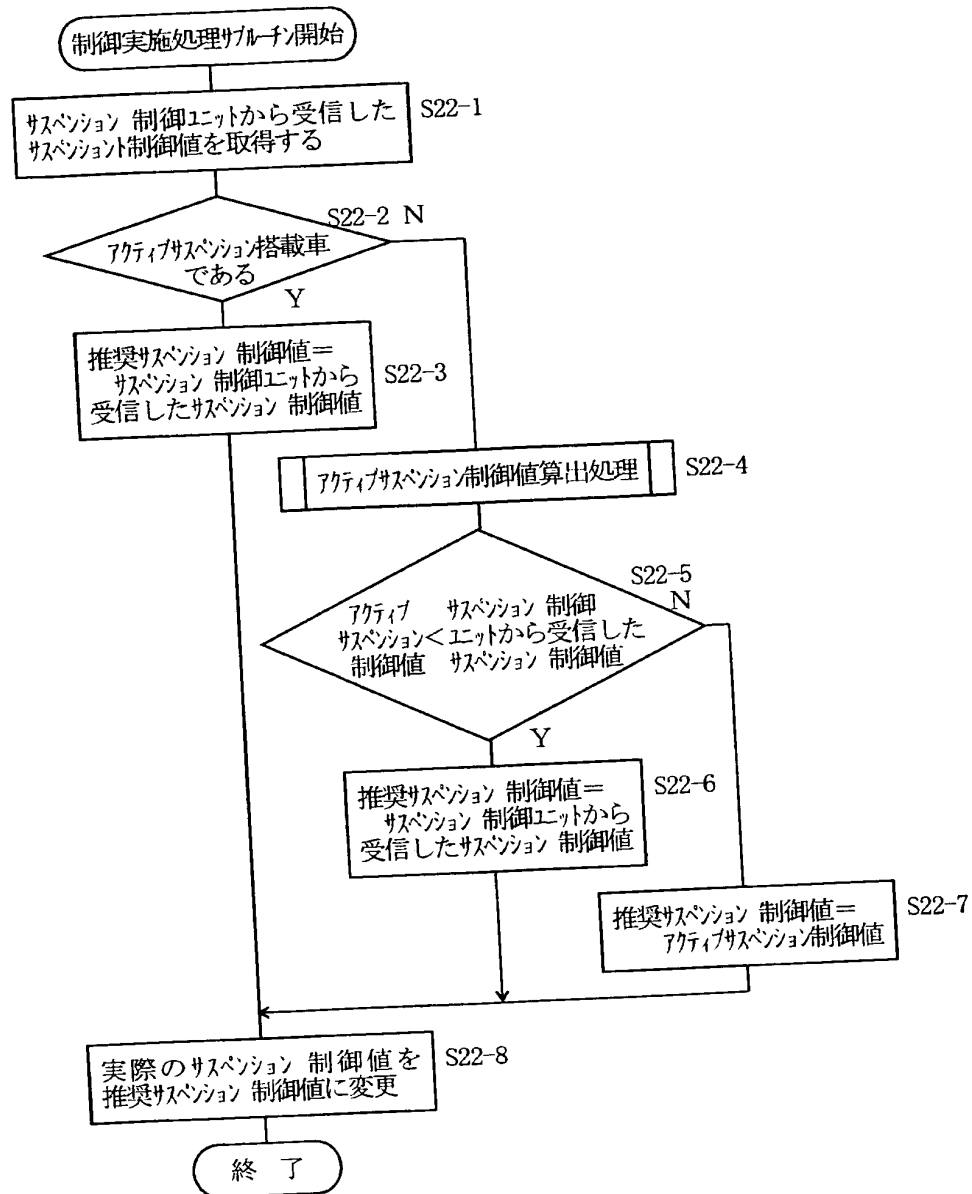 制御実施処理ｻﾌﾞﾙｰﾁﾝ開始
ｻｽﾍﾟﾝｼｮﾝ 制御ﾕﾆｯﾄから受信した
ｻｽﾍﾟﾝｼｮﾝﾄ制御値を取得する
S22-1
S22-2 N
ｱｸﾃｨﾌﾞｻｽﾍﾟﾝｼｮﾝ搭載車
である
Y
推奨ｻｽﾍﾟﾝｼｮﾝ 制御値＝
ｻｽﾍﾟﾝｼｮﾝ 制御ﾕﾆｯﾄから
受信したｻｽﾍﾟﾝｼｮﾝ 制御値
S22-3
ｱｸﾃｨﾌﾞｻｽﾍﾟﾝｼｮﾝ制御値算出処理
S22-4
S22-5
N
ｱｸﾃｨﾌﾞ ｻｽﾍﾟﾝｼｮﾝ 制御
ｻｽﾍﾟﾝｼｮﾝ＜ﾕﾆｯﾄから受信した
制御値 ｻｽﾍﾟﾝｼｮﾝ 制御値
Y
推奨ｻｽﾍﾟﾝｼｮﾝ 制御値＝
ｻｽﾍﾟﾝｼｮﾝ 制御ﾕﾆｯﾄから
受信したｻｽﾍﾟﾝｼｮﾝ 制御値
S22-6
推奨ｻｽﾍﾟﾝｼｮﾝ 制御値＝
ｱｸﾃｨﾌﾞｻｽﾍﾟﾝｼｮﾝ制御値
S22-7
実際のｻｽﾍﾟﾝｼｮﾝ 制御値を
推奨ｻｽﾍﾟﾝｼｮﾝ 制御値に変更
S22-8
終 了